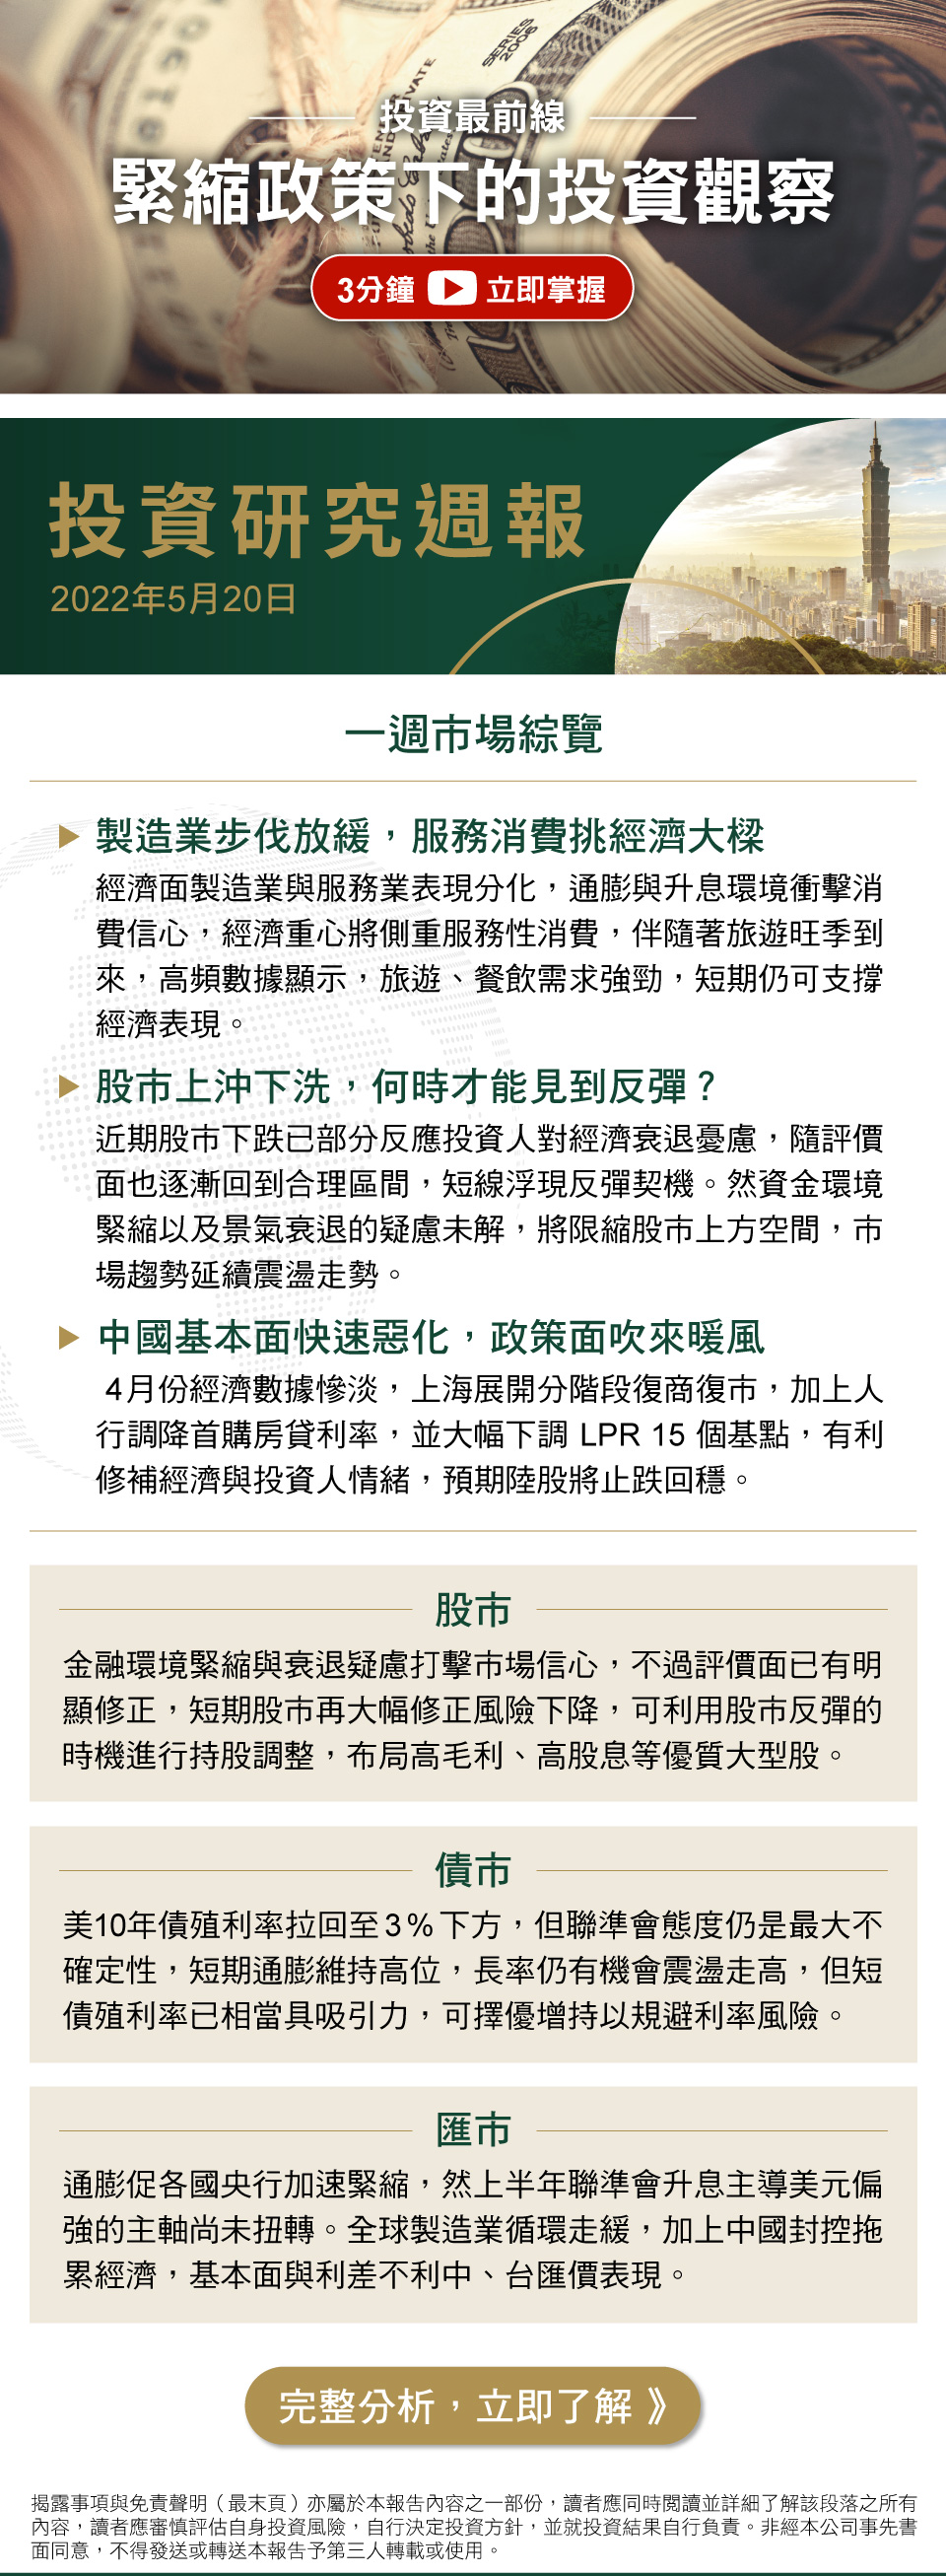 SERIES
2006
投資最前線
緊縮政策下的投資觀察
3分鐘 立即掌握
投資研究週報
2022年5月20日
一週市場綜覽
製造業步伐放緩，服務消費挑經濟大樑
經濟面製造業與服務業表現分化，通膨與升息環境衝擊消
費信心，經濟重心將側重服務性消費，伴隨著旅遊旺季到
來，高頻數據顯示，旅遊、餐飲需求強勁，短期仍可支撐
經濟表現。
股市上沖下洗，何時才能見到反彈？
近期股市下跌已部分反應投資人對經濟衰退憂慮，隨評價
面也逐漸回到合理區間，短線浮現反彈契機。然資金環境
緊縮以及景氣衰退的疑慮未解，將限縮股市上方空間，市
場趨勢延續震盪走勢。
中國基本面快速惡化，政策面吹來暖風
4月份經濟數據慘淡，上海展開分階段復商復市，加上人
行調降首購房貸利率，並大幅下調 LPR 15 個基點，有利
修補經濟與投資人情緒，預期陸股將止跌回穩。
股市
金融環境緊縮與衰退疑慮打擊市場信心，不過評價面已有明
顯修正，短期股市再大幅修正風險下降，可利用股市反彈的
時機進行持股調整，布局高毛利、高股息等優質大型股。
債市
美10年債殖利率拉回至3%下方，但聯準會態度仍是最大不
確定性，短期通膨維持高位，長率仍有機會震盪走高，但短
債殖利率已相當具吸引力，可擇優增持以規避利率風險。
匯市
通膨促各國央行加速緊縮，然上半年聯準會升息主導美元偏
強的主軸尚未扭轉。全球製造業循環走緩，加上中國封控拖
累經濟，基本面與利差不利中、台匯價表現。
完整分析，立即了解 》
揭露事項與免責聲明（最末頁）亦屬於本報告內容之一部份，讀者應同時閱讀並詳細了解該段落之所有
內容，讀者應審慎評估自身投資風險，自行決定投資方針，並就投資結果自行負責。非經本公司事先書
面同意，不得發送或轉送本報告予第三人轉載或使用。